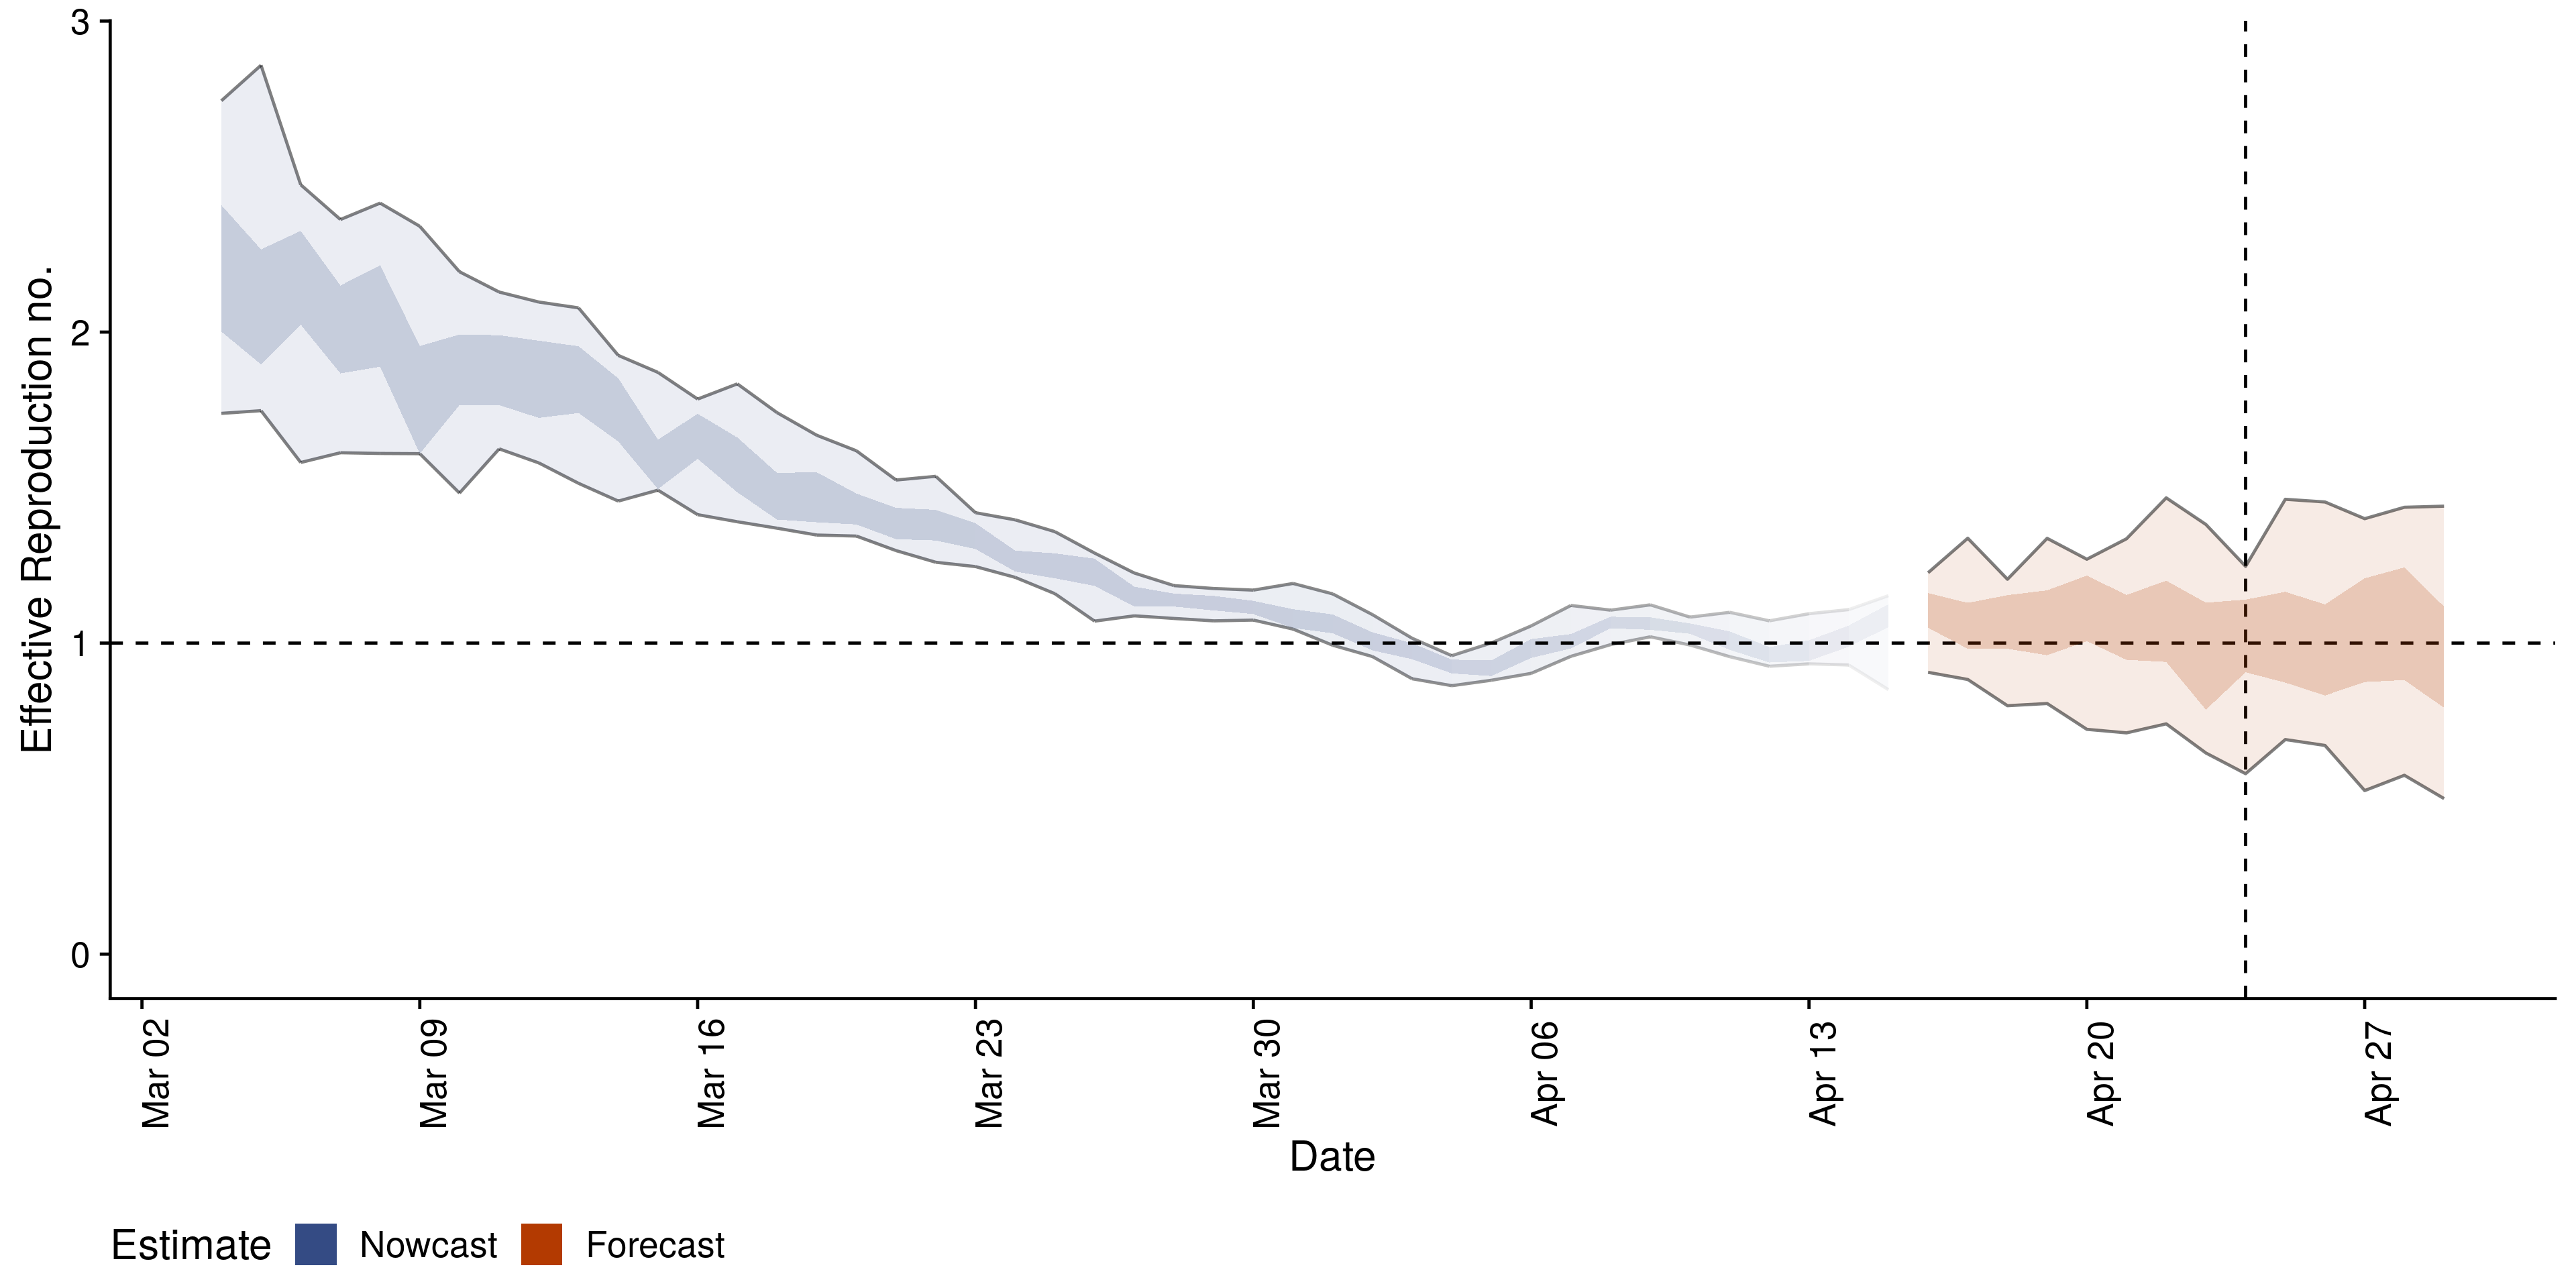 Effective Reproduction no.
3
2
1
0
Mar 02
Mar 09
Mar 16
Mar 23
Mar 30
Apr 06
Apr 13
Apr 20
Apr 27
Date
Estimate Nowcast Forecast